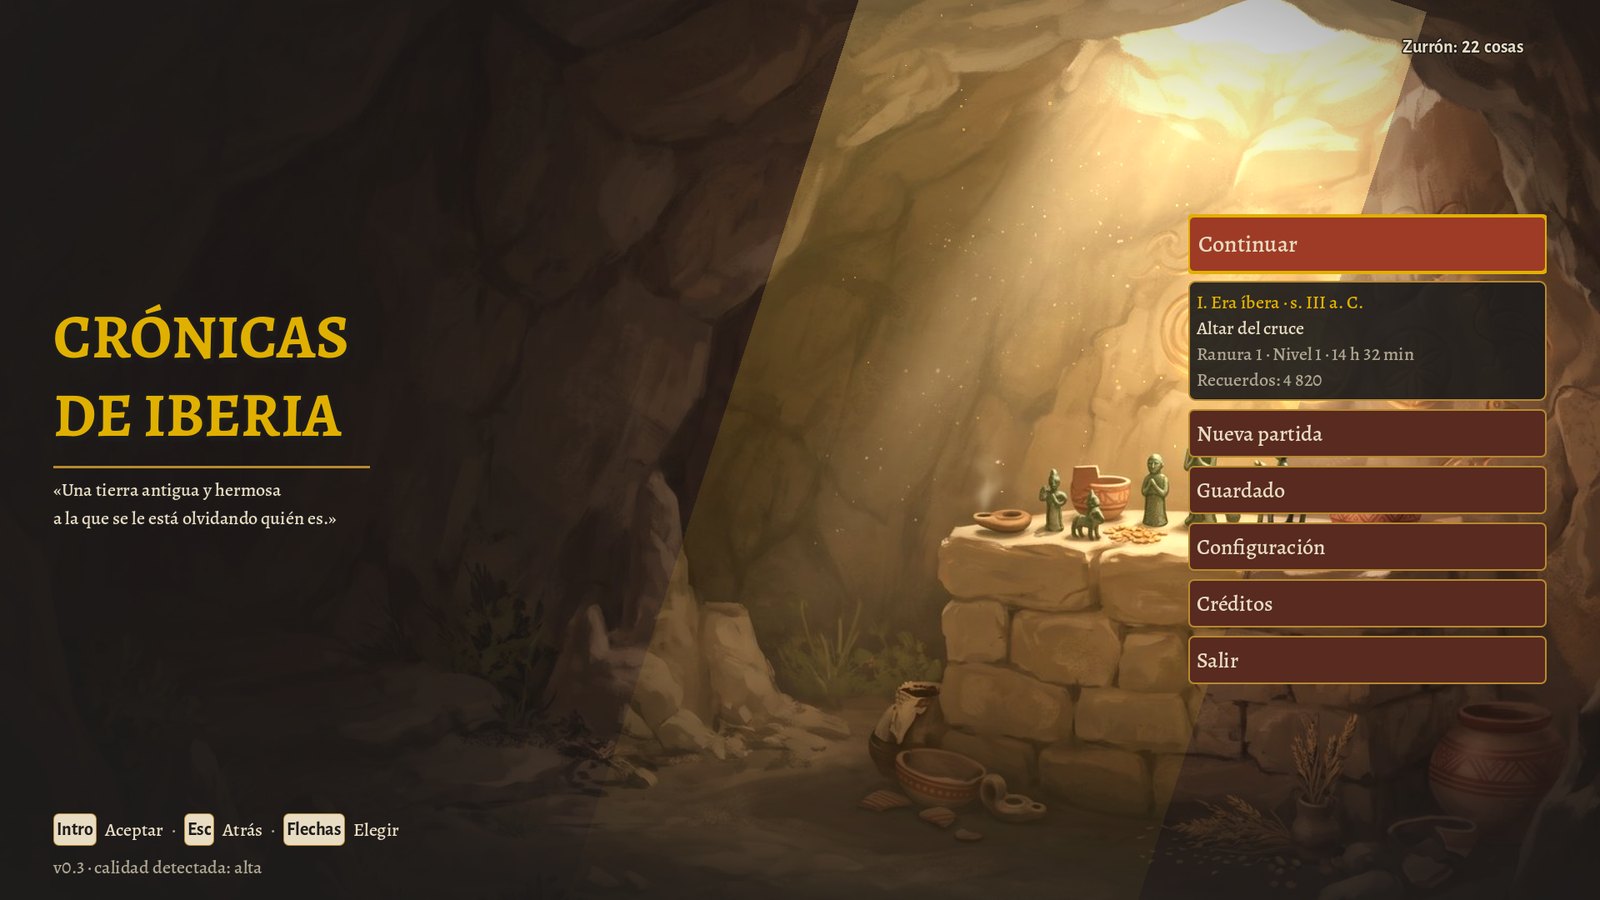 Zurrón: 22 cosas
CRÓNICAS
DE IBERIA
«Una tierra antigua y hermosa
a la que se le está olvidando quién es.»
Continuar
I. Era íbera · s. III a. C.
Altar del cruce
Ranura 1 · Nivel 1 · 14 h 32 min
Recuerdos: 4 820
Nueva partida
Guardado
Configuración
Créditos
Salir
Intro Aceptar · Esc Atrás · Flechas Elegir
v0.3 · calidad detectada: alta